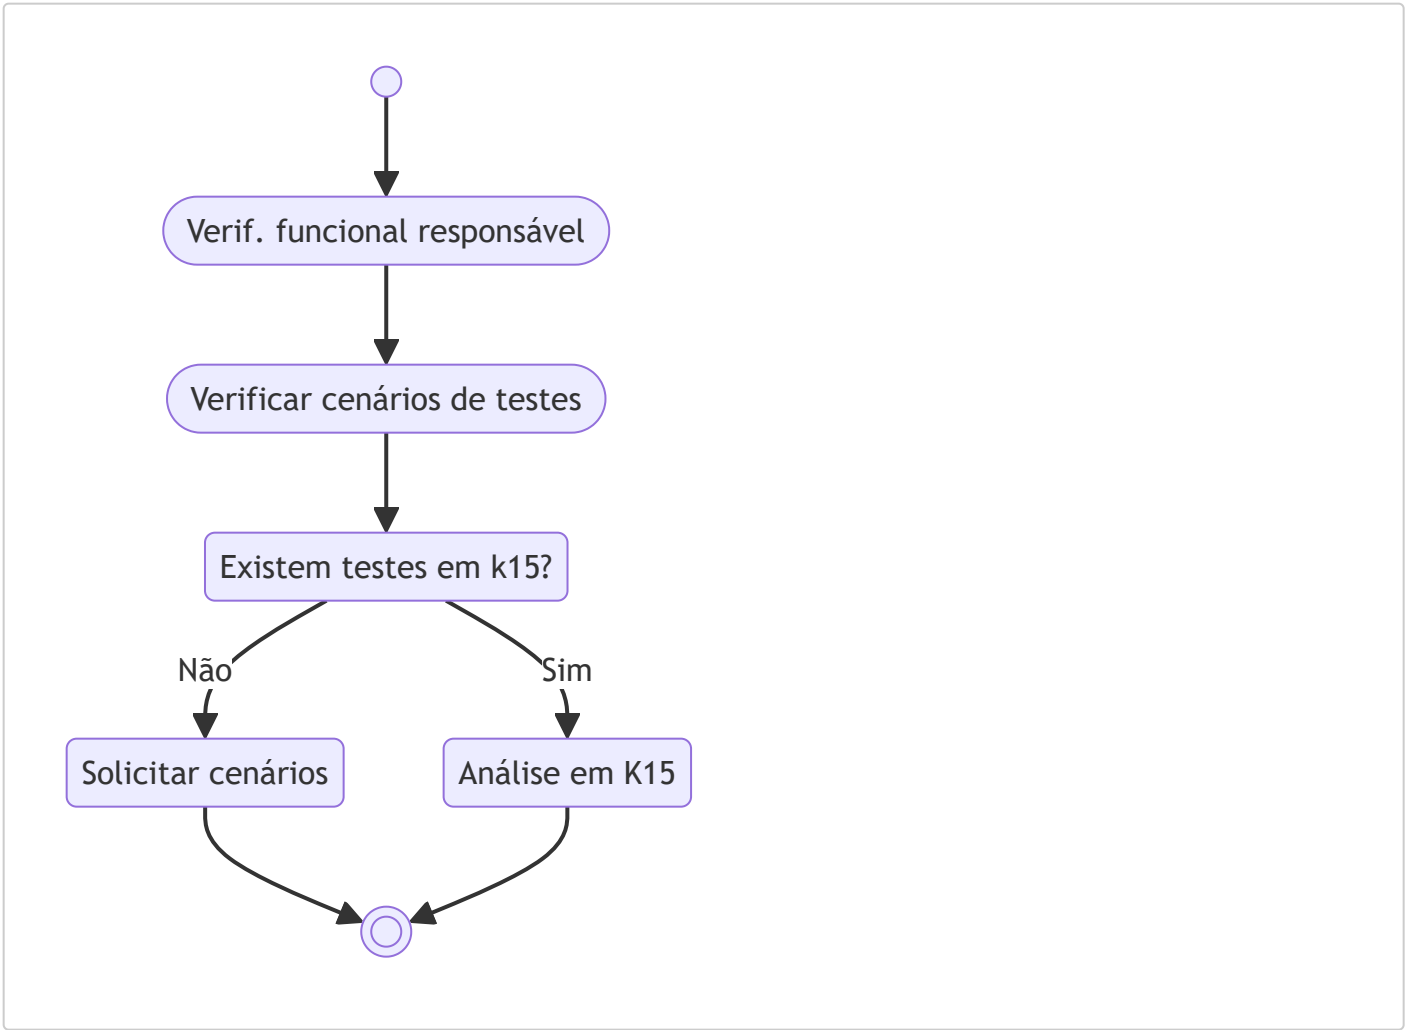 Verif. funcional responsável
Verificar cenários de testes
Existem testes em k15?
Não
Sim
Solicitar cenários
Análise em K15